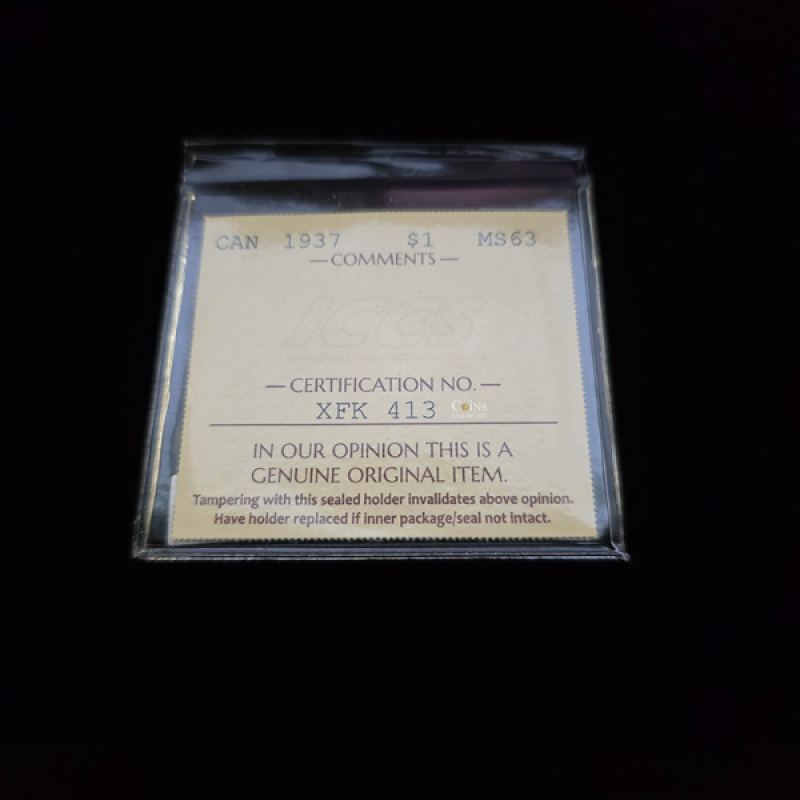 CAN 1937 $1 MS63
— COMMENTS —
ICCS
— CERTIFICATION NO. —
XFK 413
Coins
IN OUR OPINION THIS IS A
GENUINE ORIGINAL ITEM.
Tampering with this sealed holder invalidates above opinion.
Have holder replaced if inner package/seal not intact.